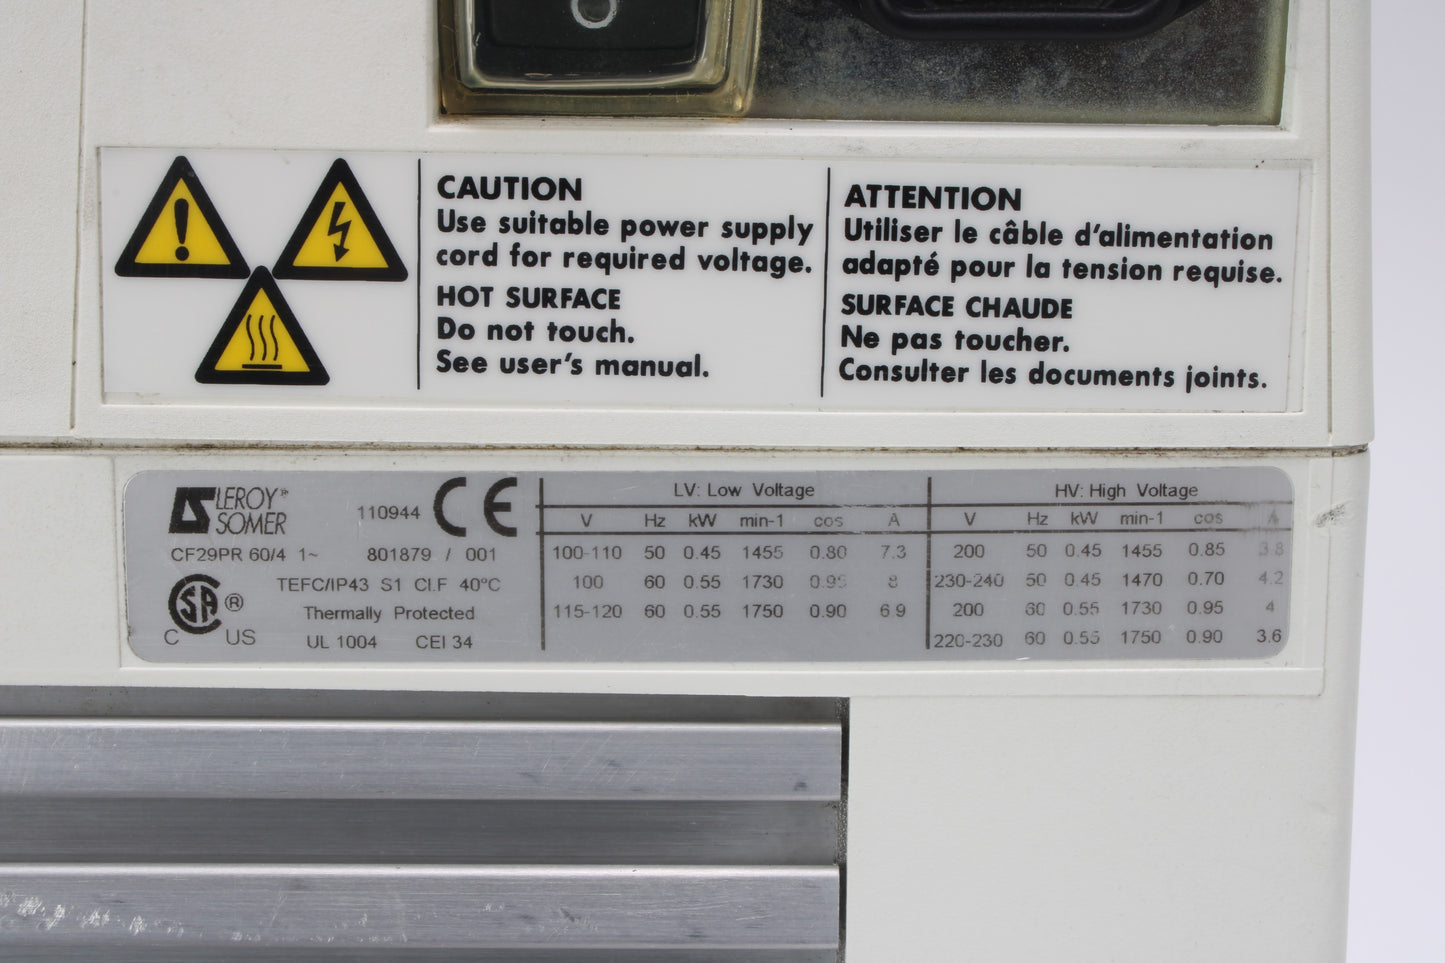 CAUTION
Use suitable power supply
cord for required voltage.
HOT SURFACE
Do not touch.
See user's manual.
ATTENTION
Utiliser le câble d'alimentation
adapté pour la tension requise.
SURFACE CHAUDE
Ne pas toucher.
Consulter les documents joints.
LEROY®
SOMER
110944 CE
CF29PR 60/4 1~ 801879 / 001
TEFC/IP43 S1 Cl.F 40°C
SA ®
Thermally Protected
C US
UL 1004 CEI 34
LV: Low Voltage
V Hz kW min-1 cos A
100-110 50 0.45 1455 0.80 7.3
100 60 0.55 1730 0.95 8
115-120 60 0.55 1750 0.90 6.9
HV: High Voltage
V Hz kW min-1 cos A
200 50 0.45 1455 0.85 3.8
230-240 50 0.45 1470 0.70 4.2
200 60 0.55 1730 0.95 4
220-230 60 0.55 1750 0.90 3.6